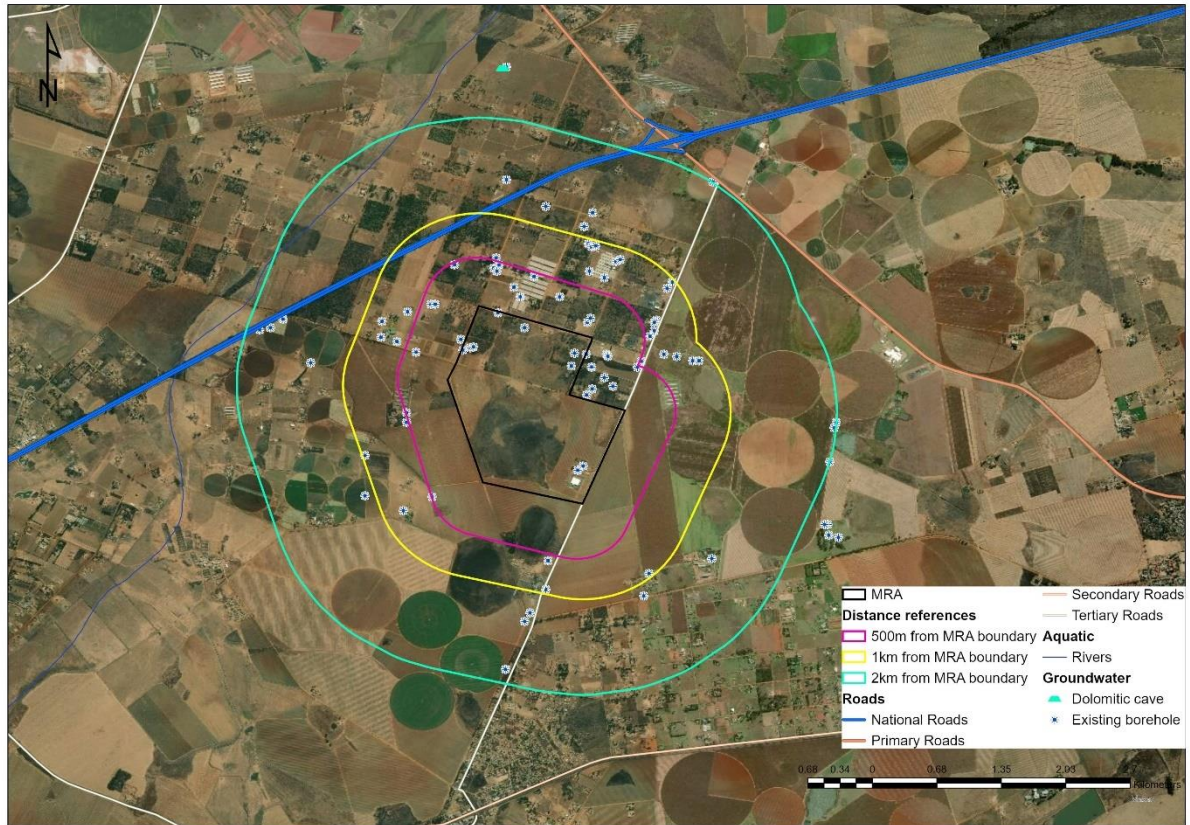 N
MRA
Distance references
500m from MRA boundary
1km from MRA boundary
2km from MRA boundary
Roads
National Roads
Primary Roads
Secondary Roads
Tertiary Roads
Aquatic
Rivers
Groundwater
Dolomitic cave
Existing borehole
0.68 0.34 0 0.68 1.35 2.03
Kilometers